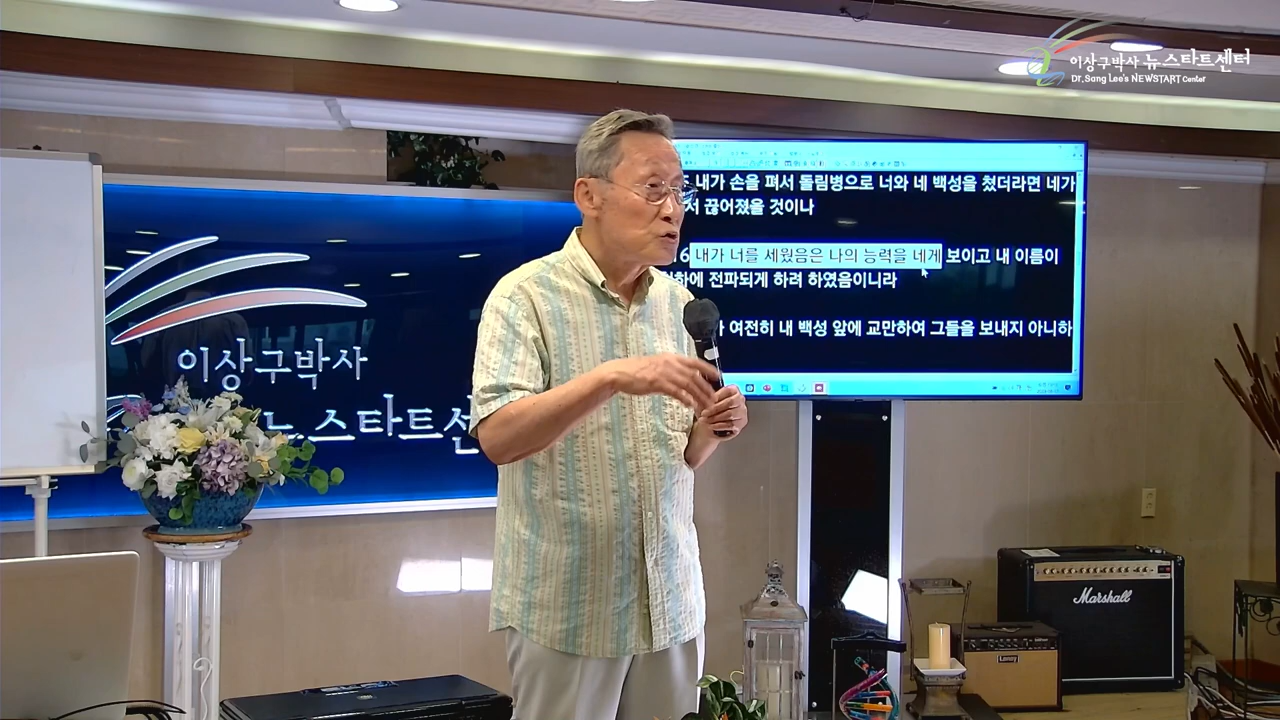 이상구박사 뉴스타트센터
Dr. Sang Lee's NEWSTART Center
내가 손을 펴서 돌림병으로 너와 네 백성을 쳤더라면 네가
서 끊어졌을 것이나
16 내가 너를 세웠음은 나의 능력을 네게 보이고 내 이름이
전파되게 하려 하였음이니라
여전히 내 백성 앞에 교만하여 그들을 보내지 아니하
이상구박사
뉴스타트센
Marshall
Laney